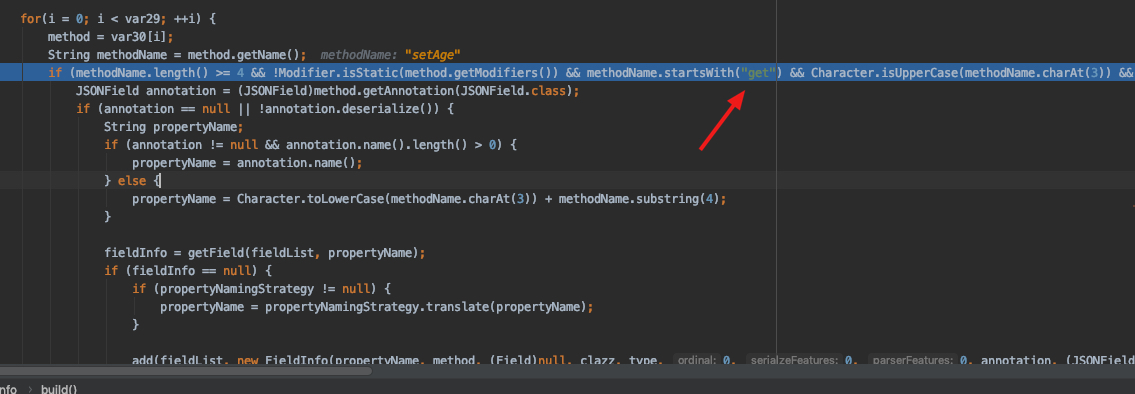 for(i = 0; i < var29; ++i) {
method = var30[i];
String methodName = method.getName(); methodName: "setAge"
if (methodName.length() >= 4 && !Modifier.isStatic(method.getModifiers()) && methodName.startsWith("get") && Character.isUpperCase(methodName.charAt(3)) &&
JSONField annotation = (JSONField)method.getAnnotation(JSONField.class);
if (annotation == null || !annotation.deserialize()) {
String propertyName;
if (annotation != null && annotation.name().length() > 0) {
propertyName = annotation.name();
} else {
propertyName = Character.toLowerCase(methodName.charAt(3)) + methodName.substring(4);
}
fieldInfo = getField(fieldList, propertyName);
if (fieldInfo == null) {
if (propertyNamingStrategy != null) {
propertyName = propertyNamingStrategy.translate(propertyName);
}
add(fieldList, new FieldInfo(propertyName, method, (Field)null, clazz, type, ordinal: 0, serialzeFeatures: 0, parserFeatures: 0, annotation, (JSONField
nfo > build()